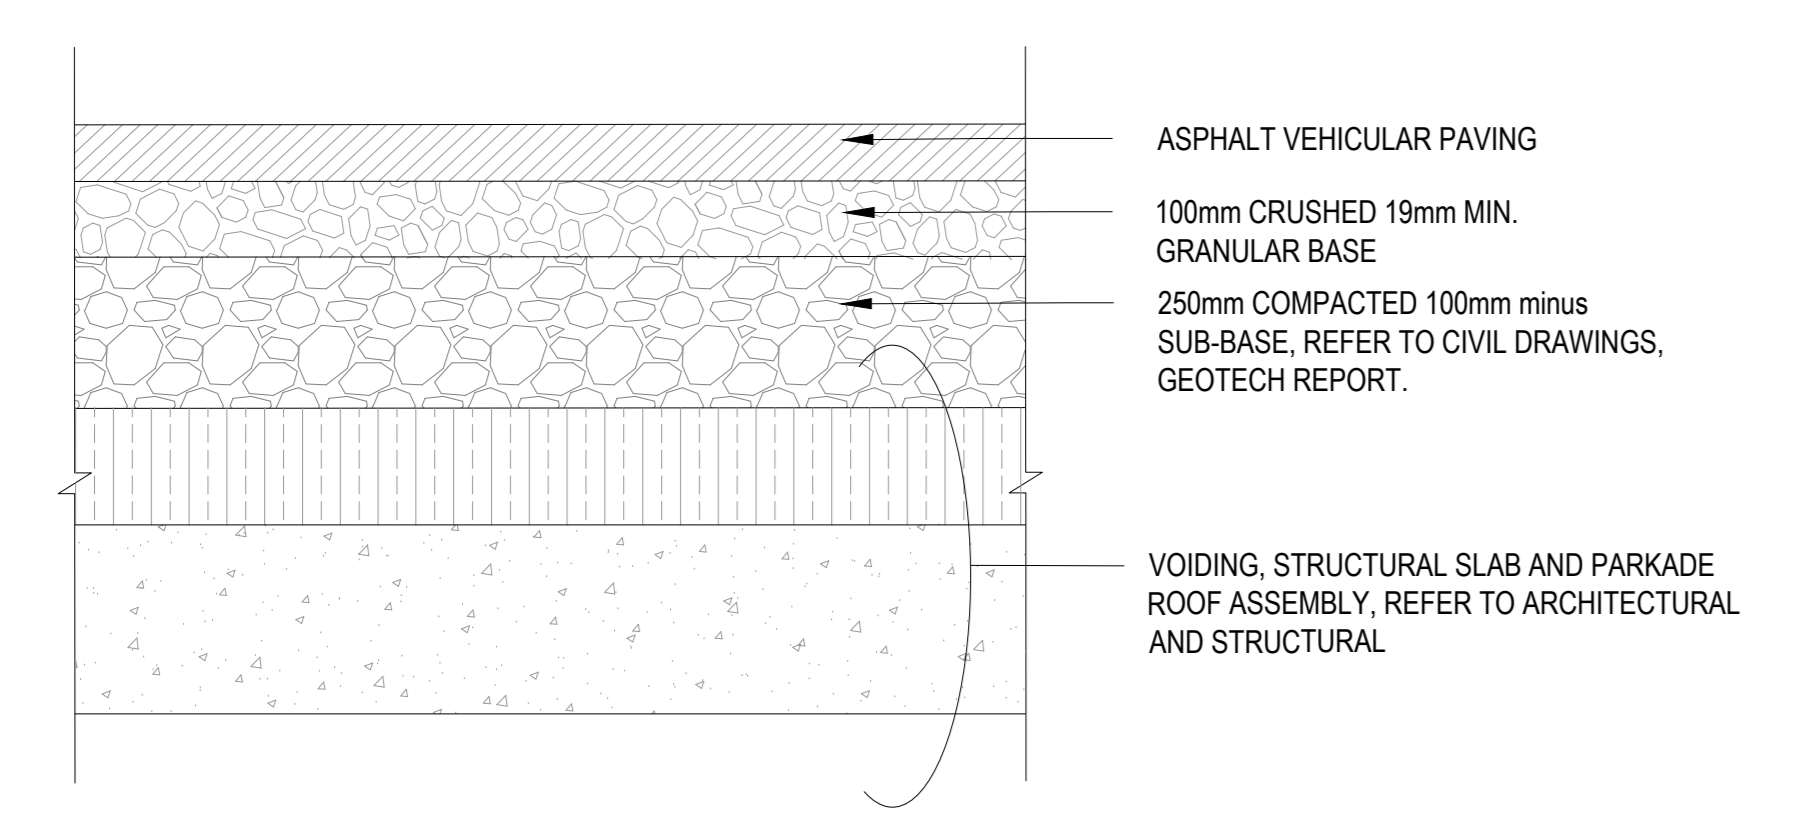 ASPHALT VEHICULAR PAVING
100mm CRUSHED 19mm MIN.
GRANULAR BASE
250mm COMPACTED 100mm minus
SUB-BASE, REFER TO CIVIL DRAWINGS,
GEOTECH REPORT.
VOIDING, STRUCTURAL SLAB AND PARKADE
ROOF ASSEMBLY, REFER TO ARCHITECTURAL
AND STRUCTURAL